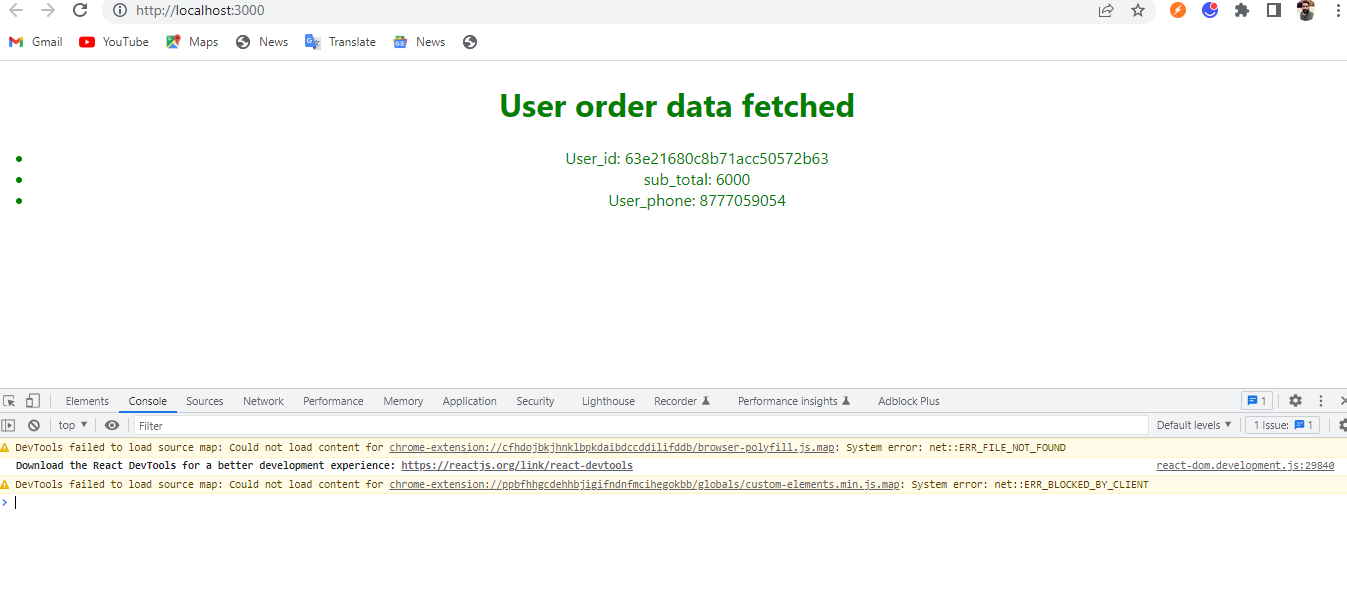 http://localhost:3000
Gmail YouTube Maps News Translate News
User order data fetched
User_id: 63e21680c8b71acc50572b63
sub_total: 6000
User_phone: 8777059054
Elements Console Sources Network Performance Memory Application Security Lighthouse Recorder Performance insights Adblock Plus 1
top Filter Default levels 1 Issue: 1
DevTools failed to load source map: Could not load content for chrome-extension://cfhdojbkjhnklbpkdaibdccddilifddb/browser-polyfill.js.map: System error: net::ERR_FILE_NOT_FOUND
Download the React DevTools for a better development experience: https://reactjs.org/link/react-devtools react-dom.development.js:29840
DevTools failed to load source map: Could not load content for chrome-extension://ppbfhhgcdehhbjigifndnfmcihegokbb/globals/custom-elements.min.js.map: System error: net::ERR_BLOCKED_BY_CLIENT